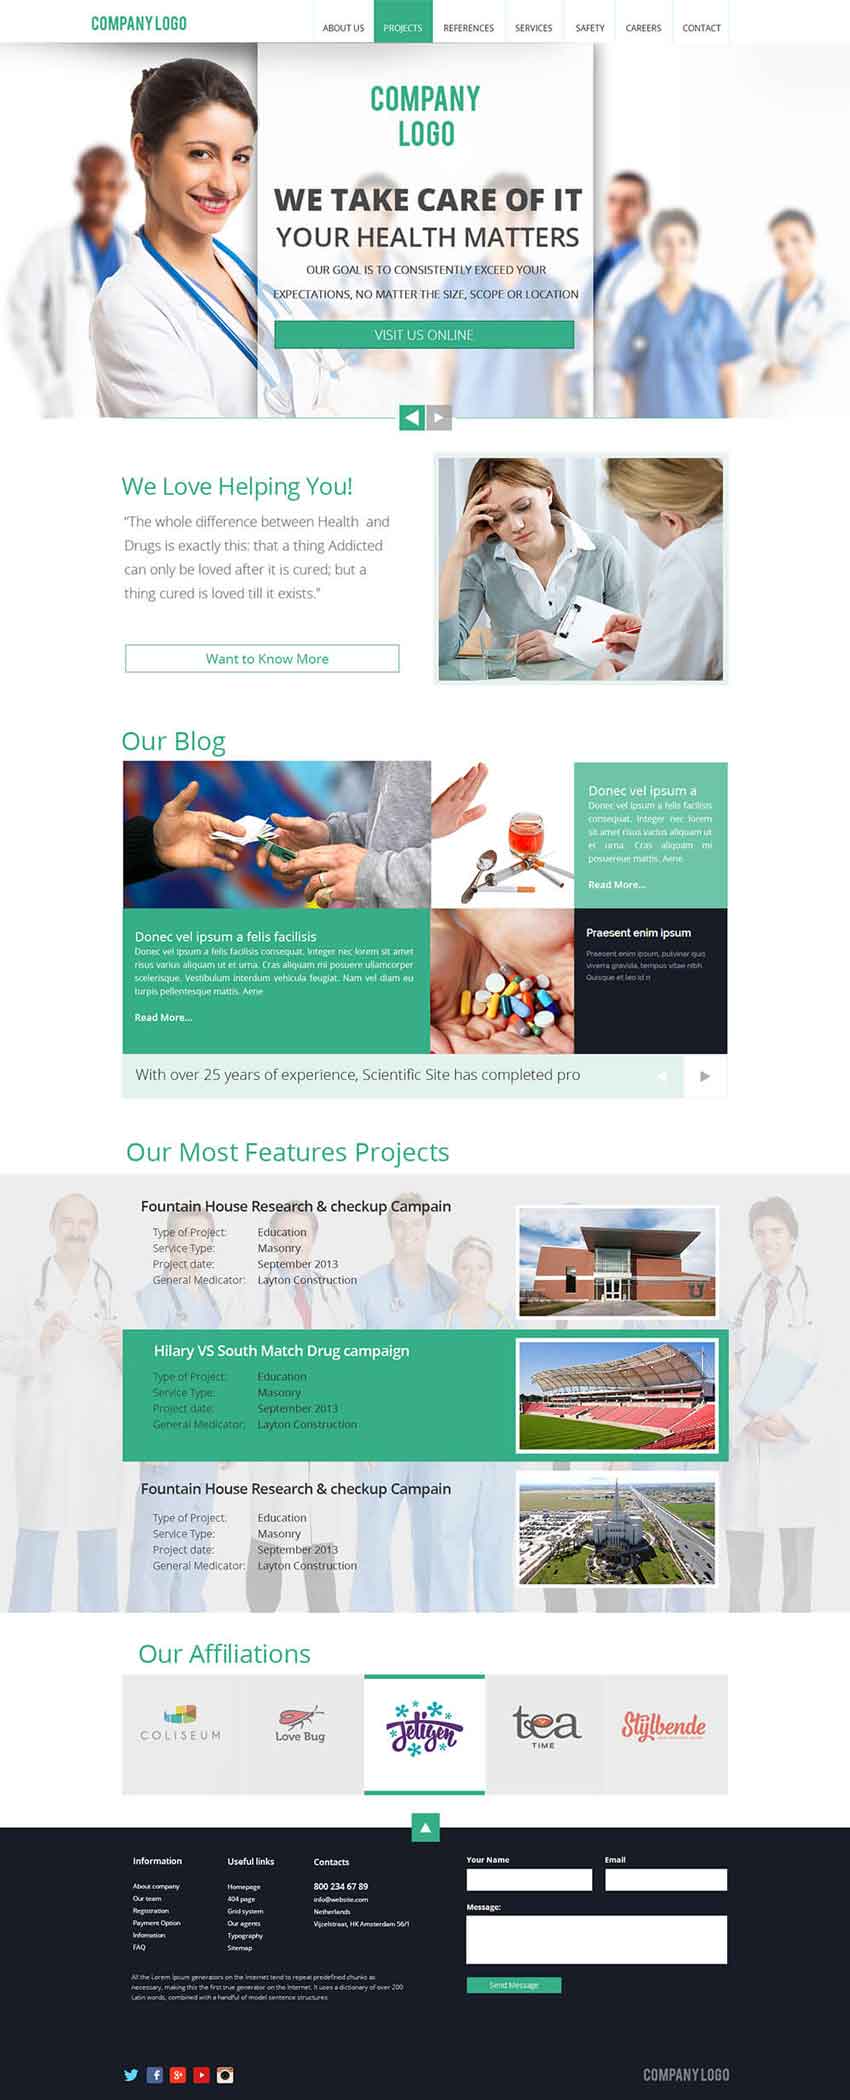 COMPANY LOGO
ABOUT US
PROJECTS
REFERENCES
SERVICES
SAFETY
CAREERS
CONTACT
COMPANY
LOGO
WE TAKE CARE OF IT
YOUR HEALTH MATTERS
OUR GOAL IS TO CONSISTENTLY EXCEED YOUR
EXPECTATIONS, NO MATTER THE SIZE, SCOPE OR LOCATION
VISIT US ONLINE
We Love Helping You!
“The whole difference between Health and
Drugs is exactly this: that a thing Addicted
can only be loved after it is cured; but a
thing cured is loved till it exists.”
Want to Know More
Our Blog
Donec vel ipsum a
Donec vel ipsum a felis facilisis
consequat. Integer nec lorem sit
amet risus varius aliquam ut
et urna. Cras aliquam mi
posuereue mattis. Aene
Read More...
Donec vel ipsum a felis facilisis
Donec vel ipsum a felis facilisis consequat. Integer nec lorem sit amet
risus varius aliquam ut et urna. Cras aliquam mi posuere ullamcorper
scelerisque. Vestibulum interdum vehicula feugiat. Nam vel diam eu
turpis pellentesque mattis. Aene
Read More...
Praesent enim ipsum
Praesent enim ipsum, pulvinar quis
viverra gravida, tempus vitae nibh.
Quisque et leo id n
With over 25 years of experience, Scientific Site has completed pro
Our Most Features Projects
Fountain House Research & checkup Campain
Type of Project: Education
Service Type: Masonry
Project date: September 2013
General Medicator: Layton Construction
Hilary VS South Match Drug campaign
Type of Project: Education
Service Type: Masonry
Project date: September 2013
General Medicator: Layton Construction
Fountain House Research & checkup Campain
Type of Project: Education
Service Type: Masonry
Project date: September 2013
General Medicator: Layton Construction
Our Affiliations
COLISEUM
Love Bug
Jetigen
tea
TIME
Stijlbende
Information
About company
Our team
Registration
Payment Option
Infomation
FAQ
Useful links
Homepage
404 page
Grid system
Our agents
Typography
Sitemap
Contacts
800 234 67 89
info@website.com
Netherlands
Vijzelstraat, HK Amsterdam 56/1
Your Name
Email
Message:
Send Message
All the Lorem Ipsum generators on the Internet tend to repeat predefined chunks as
necessary, making this the first true generator on the Internet. It uses a dictionary of over 200
Latin words, combined with a handful of model sentence structures
COMPANY LOGO